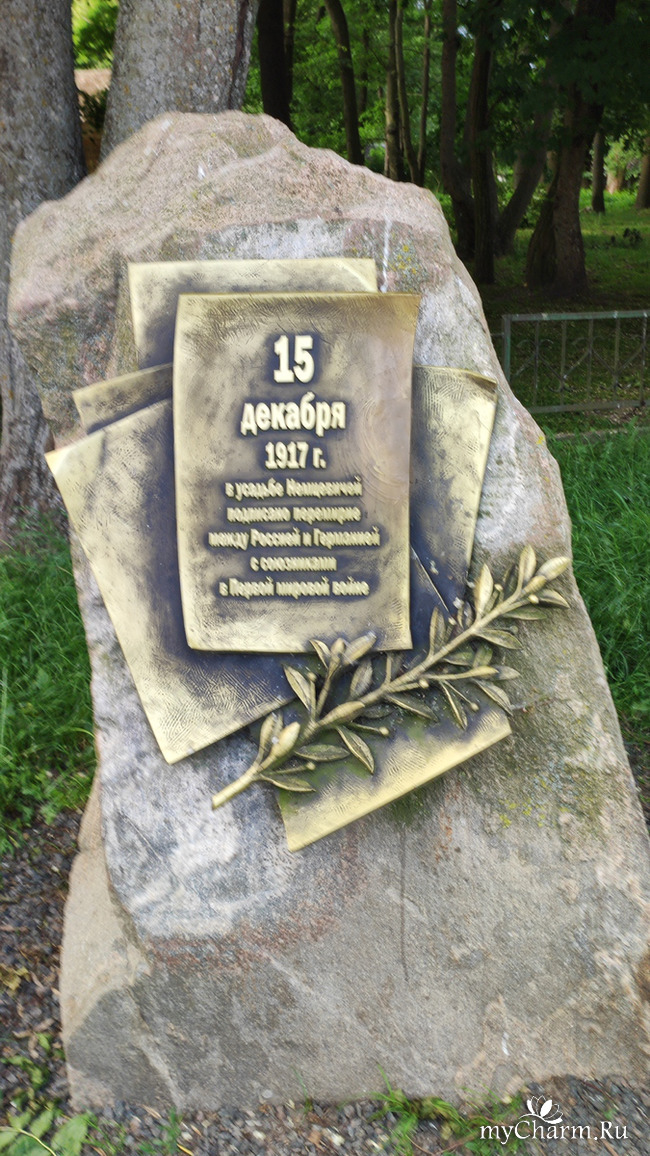 15
декабря
1917 г.
в усадьбе Немцевичей
подписано перемирие
между Россией и Германией
с союзниками
в Первой мировой войне
myCharm.Ru